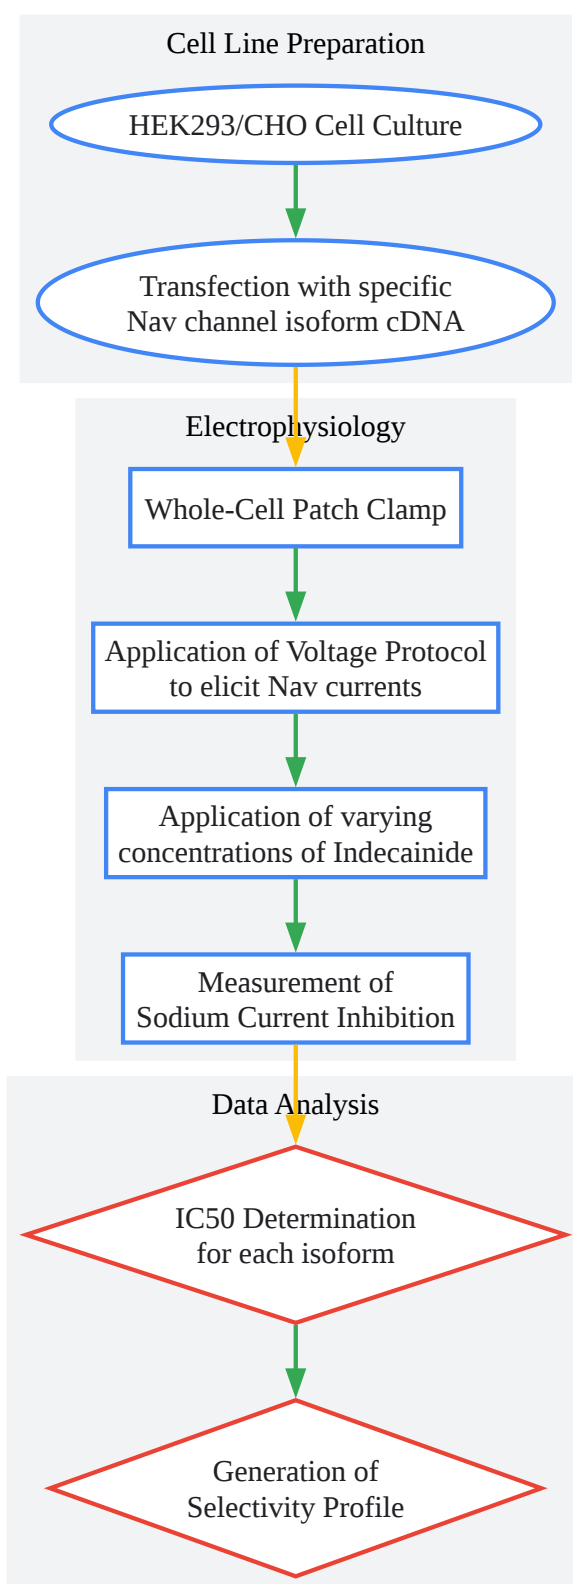 Cell Line Preparation
HEK293/CHO Cell Culture
Transfection with specific
Nav channel isoform cDNA
Electrophysiology
Whole-Cell Patch Clamp
Application of Voltage Protocol
to elicit Nav currents
Application of varying
concentrations of Indecainide
Measurement of
Sodium Current Inhibition
Data Analysis
IC50 Determination
for each isoform
Generation of
Selectivity Profile